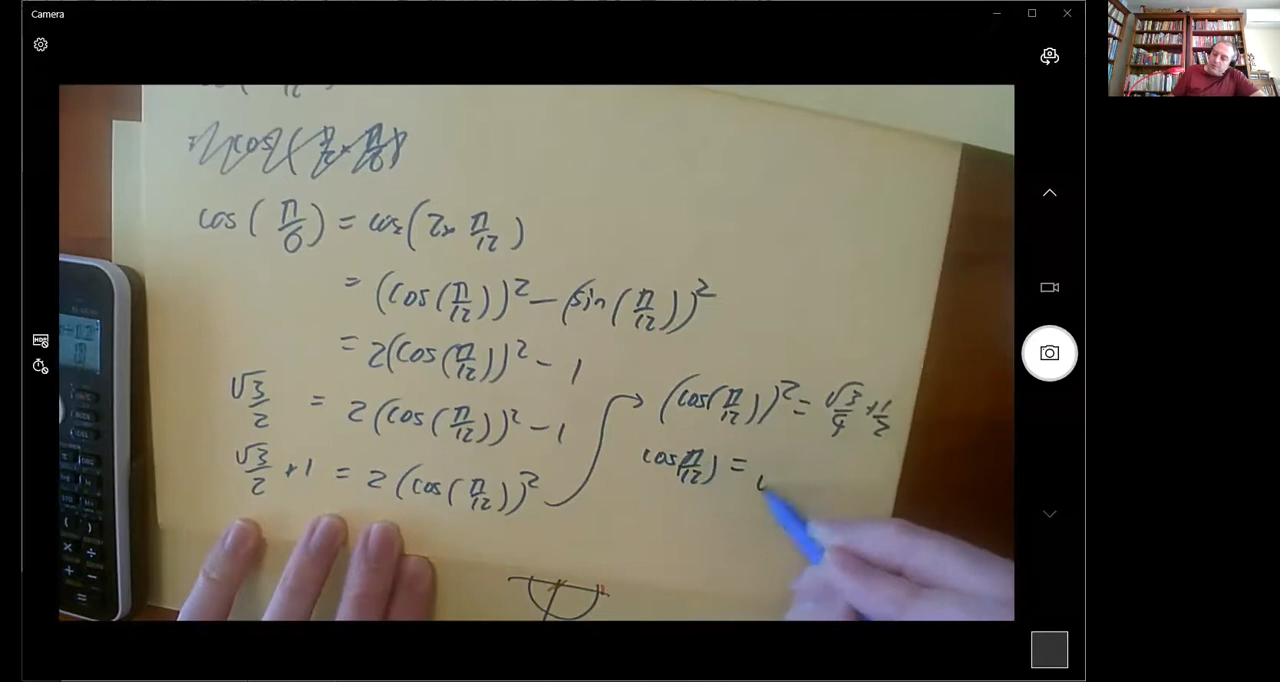 Camera
cos(π/6) = cos(2× π/12)
= (cos(π/12))² − (sin(π/12))²
= 2(cos(π/12))² − 1
√3/2 = 2(cos(π/12))² − 1
√3/2 + 1 = 2(cos(π/12))²
→ (cos(π/12))² = √3/4 + 1/2
cos(π/12) =